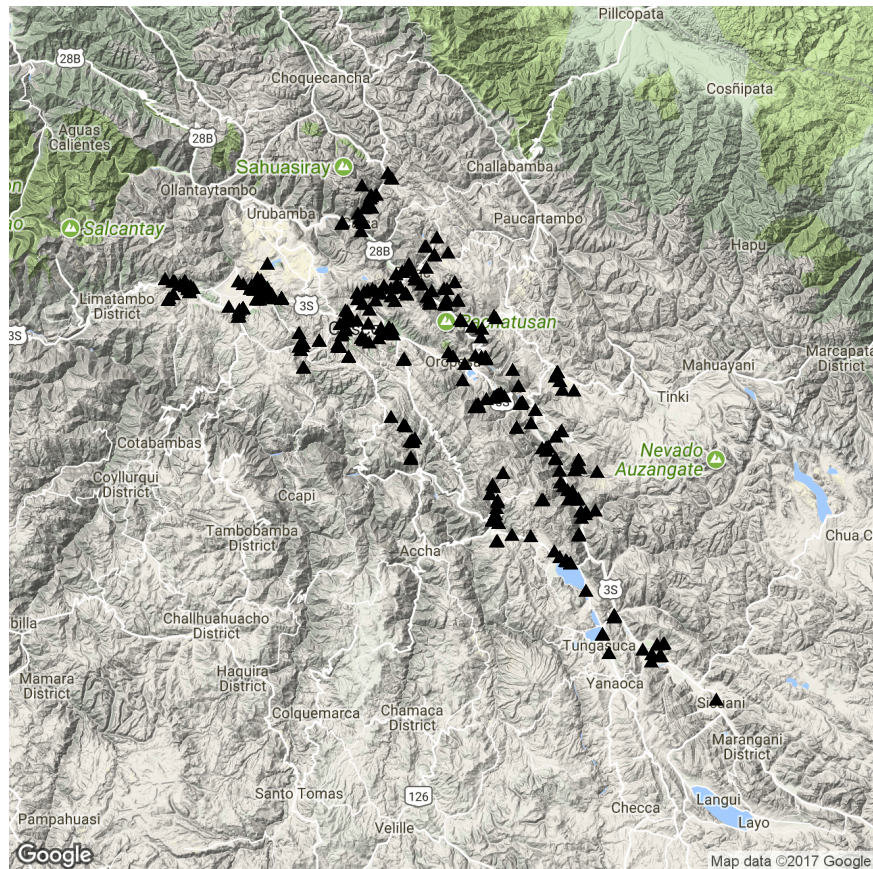 Pillcopata
28B
Choquecancha
Cosñipata
Aguas
Calientes
28B
Sahuasiray
Challabamba
Ollantaytambo
Urubamba
Paucartambo
Salcantay
28B
Hapu
Limatambo
District
3S
3S
Marcapata
District
Mahuayani
Tinki
Cotabambas
Nevado
Auzangate
Coyllurqui
District
Ccapi
Tambobamba
District
Chua C
Accha
3S
Challhuahuacho
District
Tungasuca
Haquira
District
Mamara
District
Yanaoca
Colquemarca
Chamaca
District
Marangani
District
126
Santo Tomas
Langui
Checca
Layo
Pampahuasi
Velille
Google
Map data ©2017 Google